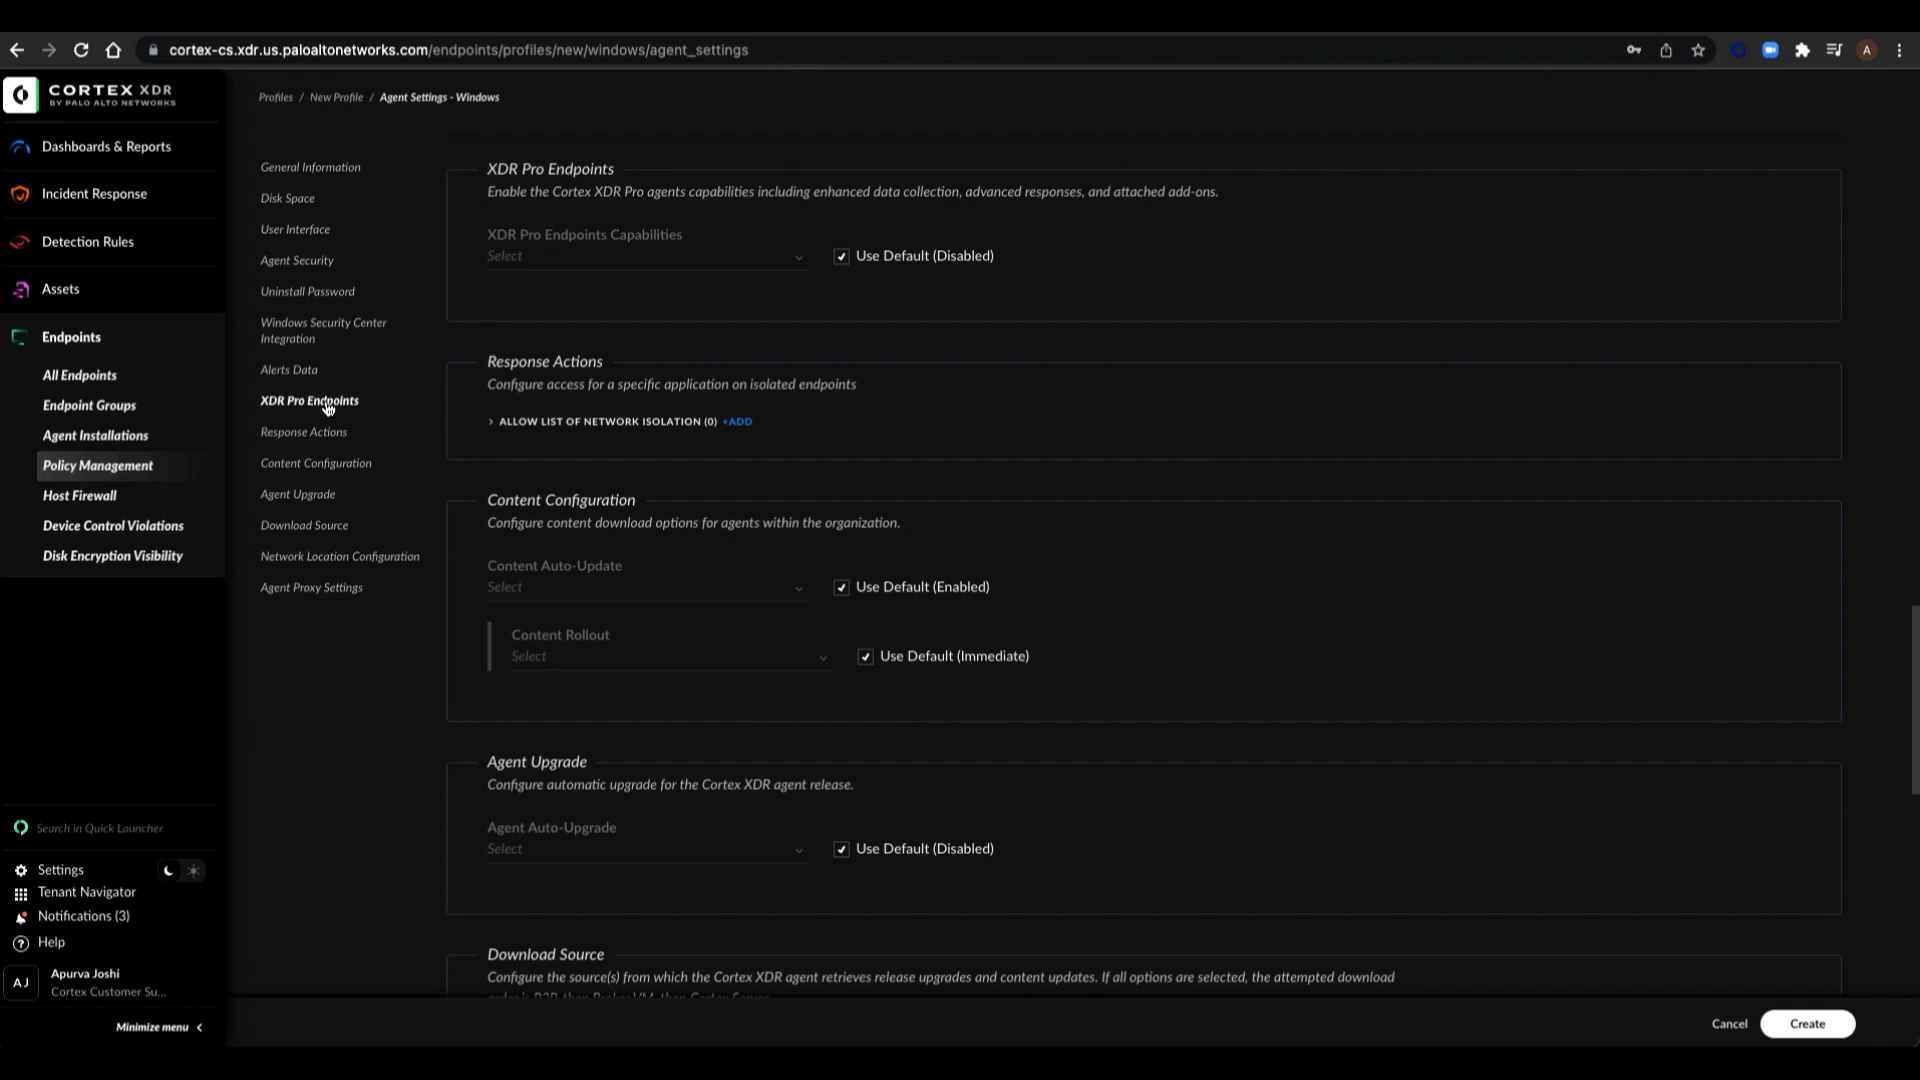 cortex-cs.xdr.us.paloaltonetworks.com/endpoints/profiles/new/windows/agent_settings
A
CORTEX XDR
BY PALO ALTO NETWORKS
Dashboards & Reports
Incident Response
Detection Rules
Assets
Endpoints
All Endpoints
Endpoint Groups
Agent Installations
Policy Management
Host Firewall
Device Control Violations
Disk Encryption Visibility
Search in Quick Launcher
Settings
Tenant Navigator
Notifications (3)
Help
AJ
Apurva Joshi
Cortex Customer Su...
Minimize menu
Profiles / New Profile / Agent Settings - Windows
General Information
Disk Space
User Interface
Agent Security
Uninstall Password
Windows Security Center
Integration
Alerts Data
XDR Pro Endpoints
Response Actions
Content Configuration
Agent Upgrade
Download Source
Network Location Configuration
Agent Proxy Settings
XDR Pro Endpoints
Enable the Cortex XDR Pro agents capabilities including enhanced data collection, advanced responses, and attached add-ons.
XDR Pro Endpoints Capabilities
Select
Use Default (Disabled)
Response Actions
Configure access for a specific application on isolated endpoints
ALLOW LIST OF NETWORK ISOLATION (0) +ADD
Content Configuration
Configure content download options for agents within the organization.
Content Auto-Update
Select
Use Default (Enabled)
Content Rollout
Select
Use Default (Immediate)
Agent Upgrade
Configure automatic upgrade for the Cortex XDR agent release.
Agent Auto-Upgrade
Select
Use Default (Disabled)
Download Source
Configure the source(s) from which the Cortex XDR agent retrieves release upgrades and content updates. If all options are selected, the attempted download
order is P2P, then Broker VM, then Cortex Server.
Cancel
Create